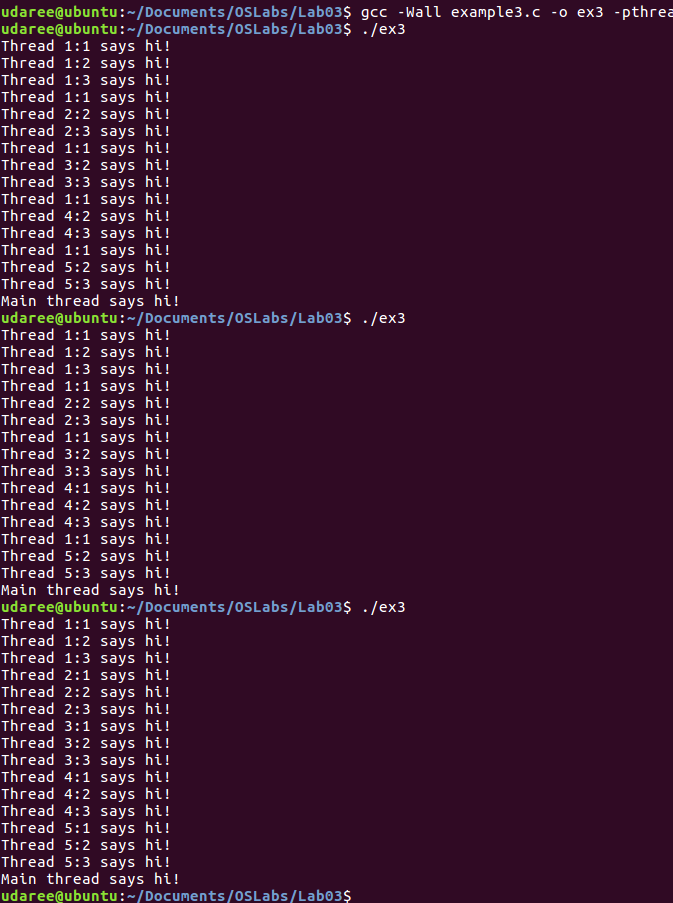 udaree@ubuntu:~/Documents/OSLabs/Lab03$ gcc -Wall example3.c -o ex3 -pthrea
udaree@ubuntu:~/Documents/OSLabs/Lab03$ ./ex3
Thread 1:1 says hi!
Thread 1:2 says hi!
Thread 1:3 says hi!
Thread 1:1 says hi!
Thread 2:2 says hi!
Thread 2:3 says hi!
Thread 1:1 says hi!
Thread 3:2 says hi!
Thread 3:3 says hi!
Thread 1:1 says hi!
Thread 4:2 says hi!
Thread 4:3 says hi!
Thread 1:1 says hi!
Thread 5:2 says hi!
Thread 5:3 says hi!
Main thread says hi!
udaree@ubuntu:~/Documents/OSLabs/Lab03$ ./ex3
Thread 1:1 says hi!
Thread 1:2 says hi!
Thread 1:3 says hi!
Thread 1:1 says hi!
Thread 2:2 says hi!
Thread 2:3 says hi!
Thread 1:1 says hi!
Thread 3:2 says hi!
Thread 3:3 says hi!
Thread 4:1 says hi!
Thread 4:2 says hi!
Thread 4:3 says hi!
Thread 1:1 says hi!
Thread 5:2 says hi!
Thread 5:3 says hi!
Main thread says hi!
udaree@ubuntu:~/Documents/OSLabs/Lab03$ ./ex3
Thread 1:1 says hi!
Thread 1:2 says hi!
Thread 1:3 says hi!
Thread 2:1 says hi!
Thread 2:2 says hi!
Thread 2:3 says hi!
Thread 3:1 says hi!
Thread 3:2 says hi!
Thread 3:3 says hi!
Thread 4:1 says hi!
Thread 4:2 says hi!
Thread 4:3 says hi!
Thread 5:1 says hi!
Thread 5:2 says hi!
Thread 5:3 says hi!
Main thread says hi!
udaree@ubuntu:~/Documents/OSLabs/Lab03$